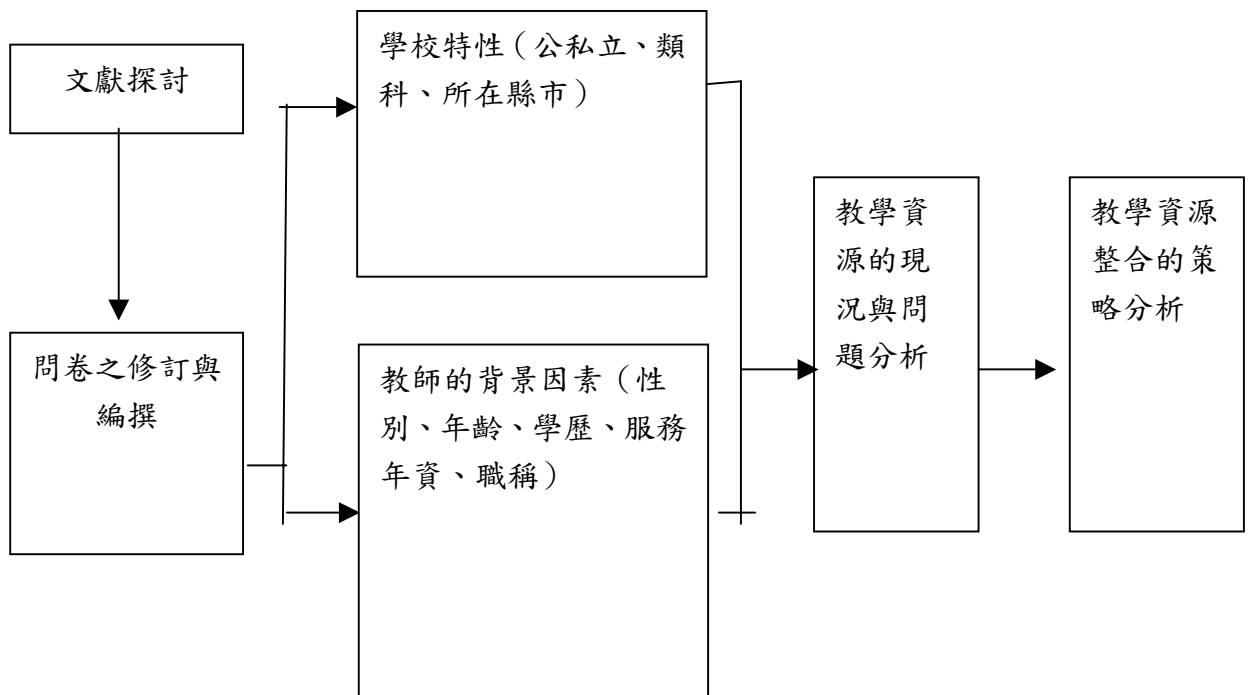 文獻探討
問卷之修訂與
編撰
學校特性（公私立、類
科、所在縣市）
教師的背景因素（性
別、年齡、學歷、服務
年資、職稱）
教學資
源的現
況與問
題分析
教學資源
整合的策
略分析